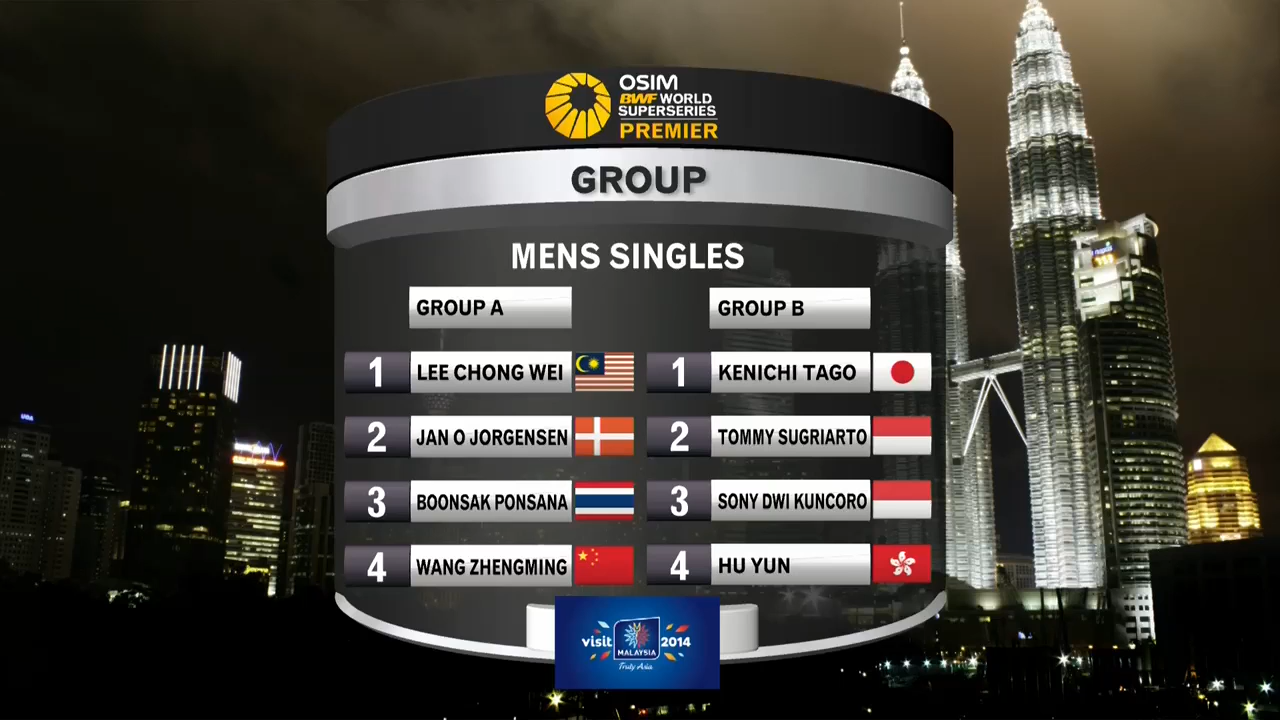 OSIM
BWF WORLD
SUPERSERIES
PREMIER
GROUP
MENS SINGLES
GROUP A
1 LEE CHONG WEI
2 JAN O JORGENSEN
3 BOONSAK PONSANA
4 WANG ZHENGMING
GROUP B
1 KENICHI TAGO
2 TOMMY SUGRIARTO
3 SONY DWI KUNCORO
4 HU YUN
visit 2014
MALAYSIA
Truly Asia